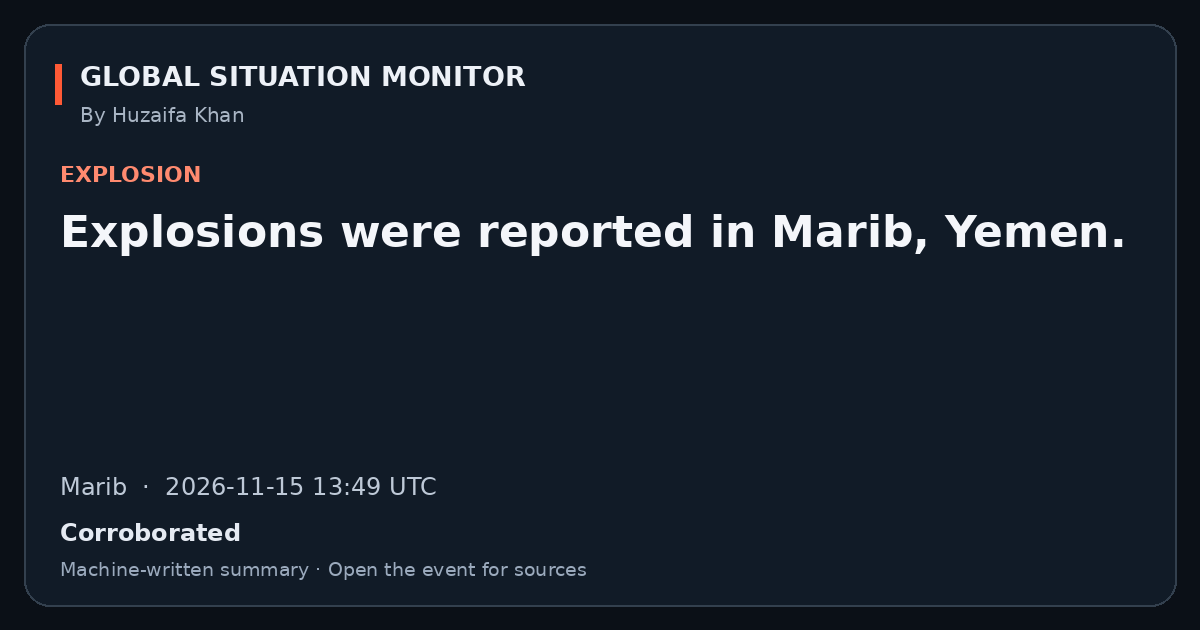 GLOBAL SITUATION MONITOR
By Huzaifa Khan
EXPLOSION
Explosions were reported in Marib, Yemen.
Marib · 2026-11-15 13:49 UTC
Corroborated
Machine-written summary · Open the event for sources